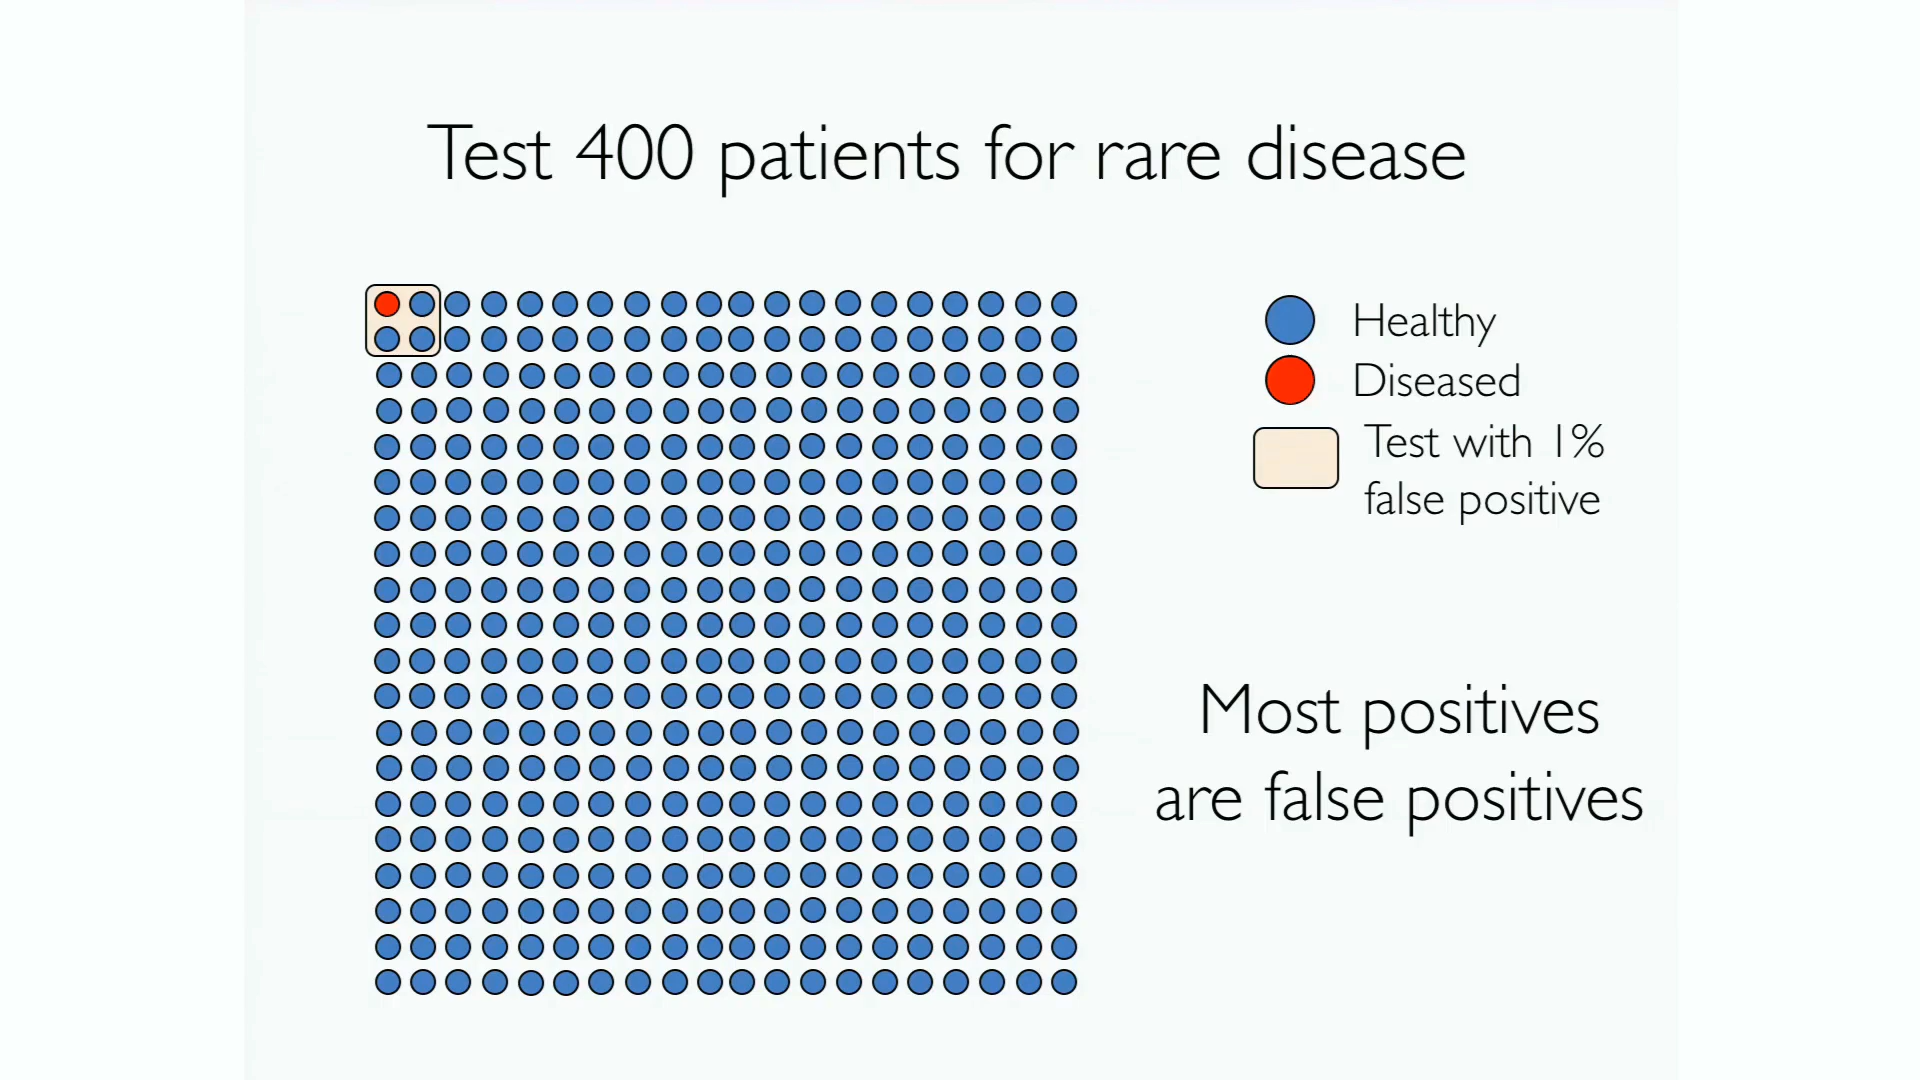 Test 400 patients for rare disease
Healthy
Diseased
Test with 1%
false positive
Most positives
are false positives